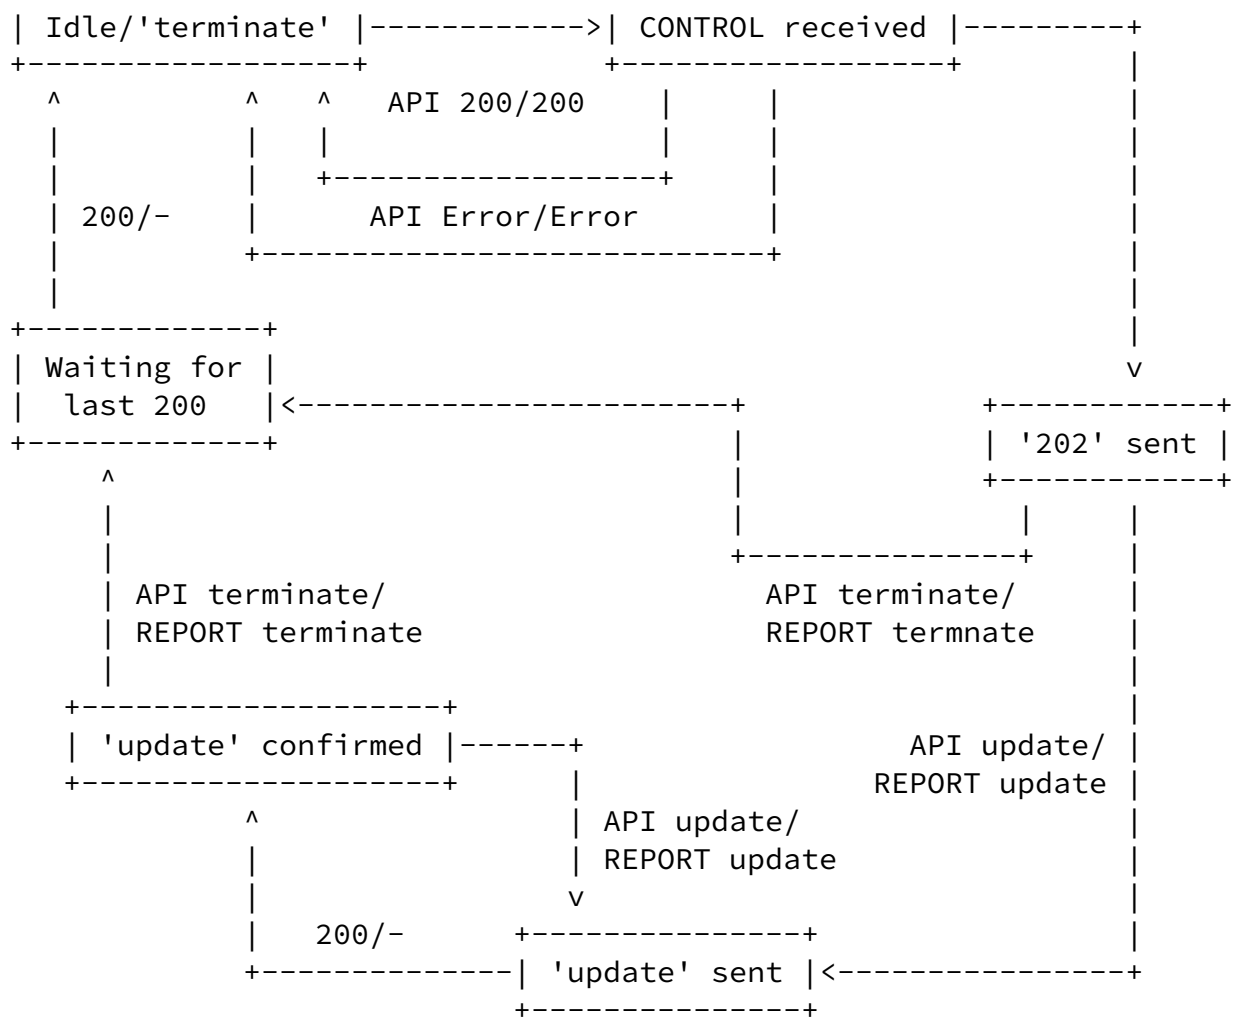 | Idle/'terminate' |------------>| CONTROL received |---------+
+------------------+             +------------------+         |
  ^          ^   ^   API 200/200    |     |                   |
  |          |   |                  |     |                   |
  |          |   +------------------+     |                   |
  | 200/-    |      API Error/Error       |                   |
  |          +----------------------------+                   |
  |                                                           |
+-------------+                                               |
| Waiting for |                                               v
|  last 200   |<------------------------+             +------------+
+-------------+                         |             | '202' sent |
     ^                                  |             +------------+
     |                                  |               |     |
     |                                  +---------------+     |
     | API terminate/                     API terminate/      |
     | REPORT terminate                   REPORT termnate     |
     |                                                        |
   +--------------------+                                     |
   | 'update' confirmed |------+                  API update/ |
   +--------------------+      |                REPORT update |
             ^                 | API update/                  |
             |                 | REPORT update                |
             |                 v                              |
             |   200/-      +---------------+                 |
             +--------------| 'update' sent |<----------------+
                            +---------------+